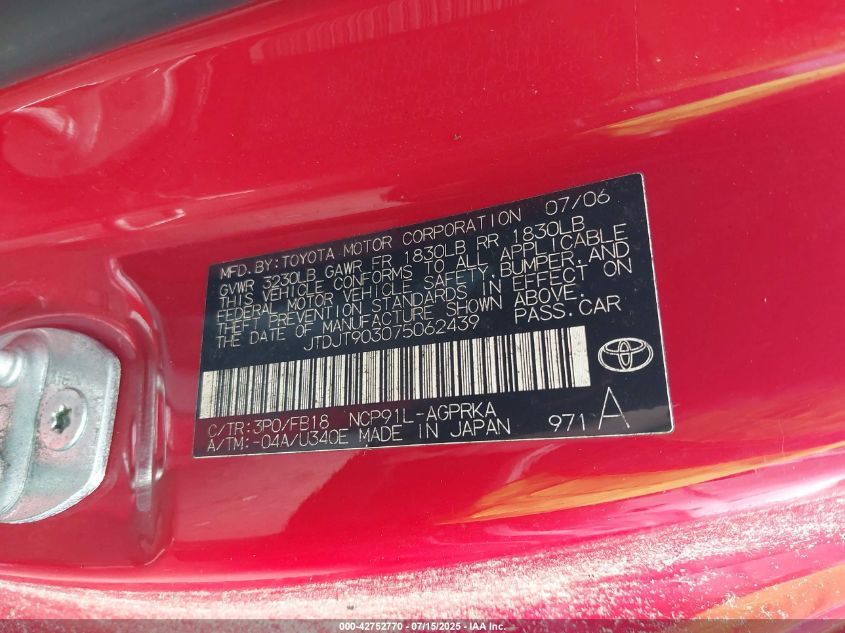 MFD. BY: TOYOTA MOTOR CORPORATION 07/06
GVWR 3230LB GAWR FR 1830LB RR 1830LB
THIS VEHICLE CONFORMS TO ALL APPLICABLE
FEDERAL MOTOR VEHICLE SAFETY, BUMPER, AND
THEFT PREVENTION STANDARDS IN EFFECT ON
THE DATE OF MANUFACTURE SHOWN ABOVE.
JTDJT903075062439 PASS. CAR
C/TR: 3P0/FB18 NCP91L-AGPRKA
A/TM: -04A/U340E MADE IN JAPAN 971 A
000-42752770 - 07/15/2025 - IAA Inc.